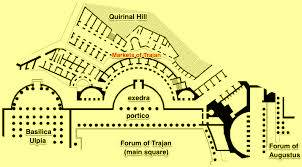 Quirinal Hill
Markets of Trajan
exedra
portico
Basilica
Ulpia
Forum of Trajan
(main square)
Forum of
Augustus